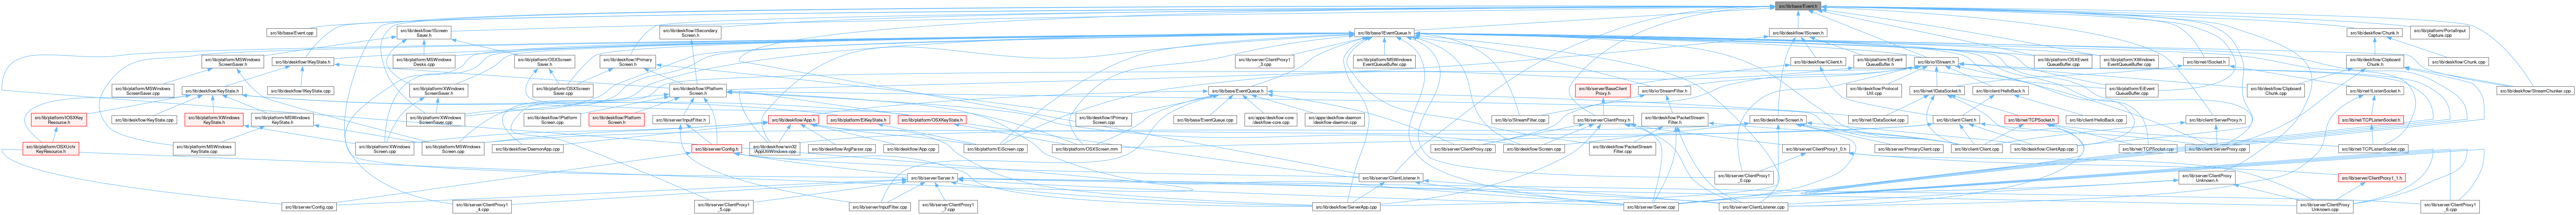 src/lib/base/Event.h
src/lib/base/Event.cpp
src/lib/deskflow/IScreen
Saver.h
src/lib/deskflow/ISecondary
Screen.h
src/lib/base/IEventQueue.h
src/lib/deskflow/IScreen.h
src/lib/deskflow/Chunk.h
src/lib/platform/PortalInput
Capture.cpp
src/lib/platform/MSWindows
ScreenSaver.h
src/lib/deskflow/IKeyState.h
src/lib/platform/MSWindows
Desks.cpp
src/lib/platform/OSXScreen
Saver.h
src/lib/deskflow/IPrimary
Screen.h
src/lib/server/ClientProxy1
_3.cpp
src/lib/platform/MSWindows
EventQueueBuffer.cpp
src/lib/deskflow/IClient.h
src/lib/platform/EiEvent
QueueBuffer.h
src/lib/io/IStream.h
src/lib/net/ISocket.h
src/lib/platform/OSXEvent
QueueBuffer.cpp
src/lib/platform/XWindows
EventQueueBuffer.cpp
src/lib/deskflow/Clipboard
Chunk.h
src/lib/deskflow/Chunk.cpp
src/lib/platform/MSWindows
ScreenSaver.cpp
src/lib/deskflow/KeyState.h
src/lib/deskflow/IKeyState.cpp
src/lib/platform/XWindows
ScreenSaver.h
src/lib/platform/OSXScreen
Saver.cpp
src/lib/deskflow/IPlatform
Screen.h
src/lib/base/EventQueue.h
src/lib/server/BaseClient
Proxy.h
src/lib/io/StreamFilter.h
src/lib/deskflow/Protocol
Util.cpp
src/lib/net/IDataSocket.h
src/lib/client/HelloBack.h
src/lib/platform/EiEvent
QueueBuffer.cpp
src/lib/net/IListenSocket.h
src/lib/deskflow/Clipboard
Chunk.cpp
src/lib/deskflow/StreamChunker.cpp
src/lib/platform/IOSXKey
Resource.h
src/lib/deskflow/KeyState.cpp
src/lib/platform/XWindows
KeyState.h
src/lib/platform/MSWindows
KeyState.h
src/lib/platform/XWindows
ScreenSaver.cpp
src/lib/deskflow/IPlatform
Screen.cpp
src/lib/deskflow/Platform
Screen.h
src/lib/server/InputFilter.h
src/lib/deskflow/App.h
src/lib/platform/EiKeyState.h
src/lib/platform/OSXKeyState.h
src/lib/deskflow/IPrimary
Screen.cpp
src/lib/base/EventQueue.cpp
src/apps/deskflow-core
/deskflow-core.cpp
src/apps/deskflow-daemon
/deskflow-daemon.cpp
src/lib/io/StreamFilter.cpp
src/lib/server/ClientProxy.h
src/lib/deskflow/PacketStream
Filter.h
src/lib/deskflow/Screen.h
src/lib/net/IDataSocket.cpp
src/lib/client/Client.h
src/lib/net/TCPSocket.h
src/lib/client/HelloBack.cpp
src/lib/client/ServerProxy.h
src/lib/net/TCPListenSocket.h
src/lib/platform/OSXUchr
KeyResource.h
src/lib/platform/MSWindows
KeyState.cpp
src/lib/platform/XWindows
Screen.cpp
src/lib/platform/MSWindows
Screen.cpp
src/lib/deskflow/DaemonApp.cpp
src/lib/server/Config.h
src/lib/deskflow/win32
/AppUtilWindows.cpp
src/lib/deskflow/ArgParser.cpp
src/lib/deskflow/App.cpp
src/lib/platform/EiScreen.cpp
src/lib/platform/OSXScreen.mm
src/lib/server/ClientProxy.cpp
src/lib/deskflow/Screen.cpp
src/lib/deskflow/PacketStream
Filter.cpp
src/lib/server/ClientProxy1_0.h
src/lib/server/PrimaryClient.cpp
src/lib/client/Client.cpp
src/lib/deskflow/ClientApp.cpp
src/lib/net/TCPSocket.cpp
src/lib/client/ServerProxy.cpp
src/lib/net/TCPListenSocket.cpp
src/lib/server/Server.h
src/lib/server/ClientListener.h
src/lib/server/ClientProxy1
_0.cpp
src/lib/server/ClientProxy
Unknown.h
src/lib/server/ClientProxy1_1.h
src/lib/server/Config.cpp
src/lib/server/ClientProxy1
_4.cpp
src/lib/server/ClientProxy1
_5.cpp
src/lib/server/InputFilter.cpp
src/lib/server/ClientProxy1
_7.cpp
src/lib/deskflow/ServerApp.cpp
src/lib/server/Server.cpp
src/lib/server/ClientListener.cpp
src/lib/server/ClientProxy
Unknown.cpp
src/lib/server/ClientProxy1
_6.cpp